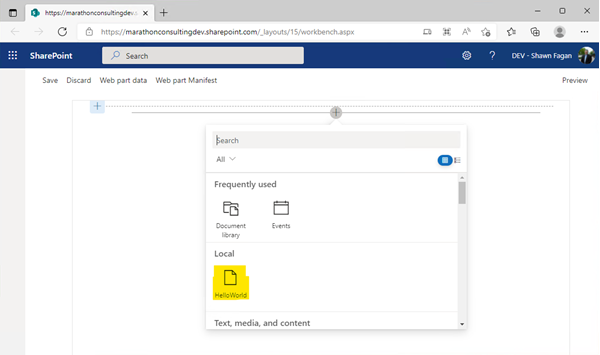 https://marathonconsultingdev.s
https://marathonconsultingdev.sharepoint.com/_layouts/15/workbench.aspx
SharePoint
Search
DEV - Shawn Fagan
Save Discard Web part data Web part Manifest Preview
Search
All
Frequently used
Document library
Events
Local
HelloWorld
Text, media, and content